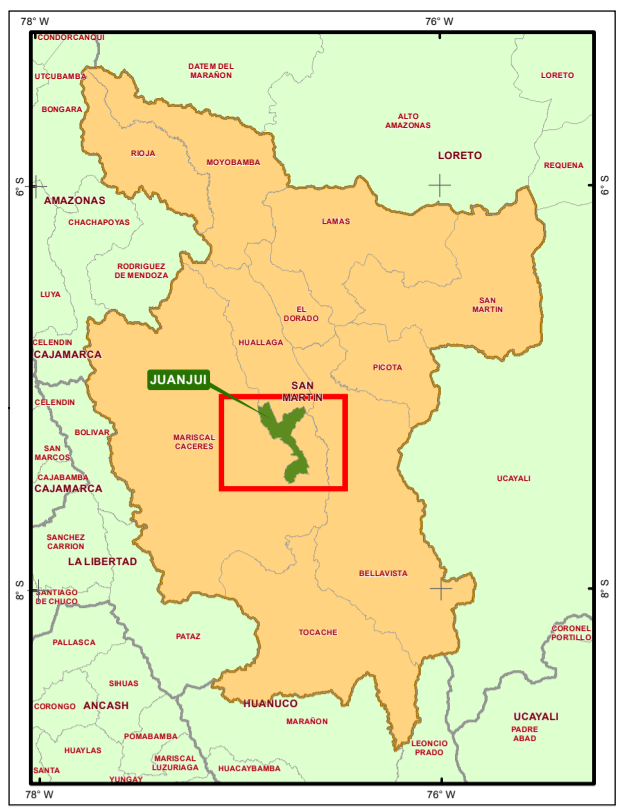 78° W
76° W
CONDORCANQUI
DATEM DEL
MARAÑON
UTCUBAMBA
LORETO
BONGARA
ALTO
AMAZONAS
RIOJA
MOYOBAMBA
LORETO
REQUENA
6° S
6° S
AMAZONAS
CHACHAPOYAS
LAMAS
RODRIGUEZ
DE MENDOZA
LUYA
SAN
MARTIN
EL
DORADO
CELENDIN
HUALLAGA
CAJAMARCA
PICOTA
JUANJUI
SAN
MARTIN
CELENDIN
BOLIVAR
MARISCAL
CACERES
SAN
MARCOS
CAJABAMBA
UCAYALI
CAJAMARCA
SANCHEZ
CARRION
LA LIBERTAD
BELLAVISTA
8° S
8° S
SANTIAGO
DE CHUCO
CORONEL
PORTILLO
PALLASCA
PATAZ
TOCACHE
SIHUAS
CORONGO
ANCASH
HUANUCO
MARAÑON
UCAYALI
PADRE
ABAD
POMABAMBA
HUAYLAS
LEONCIO
PRADO
MARISCAL
LUZURIAGA
SANTA
HUACAYBAMBA
YUNGAY
78° W
76° W